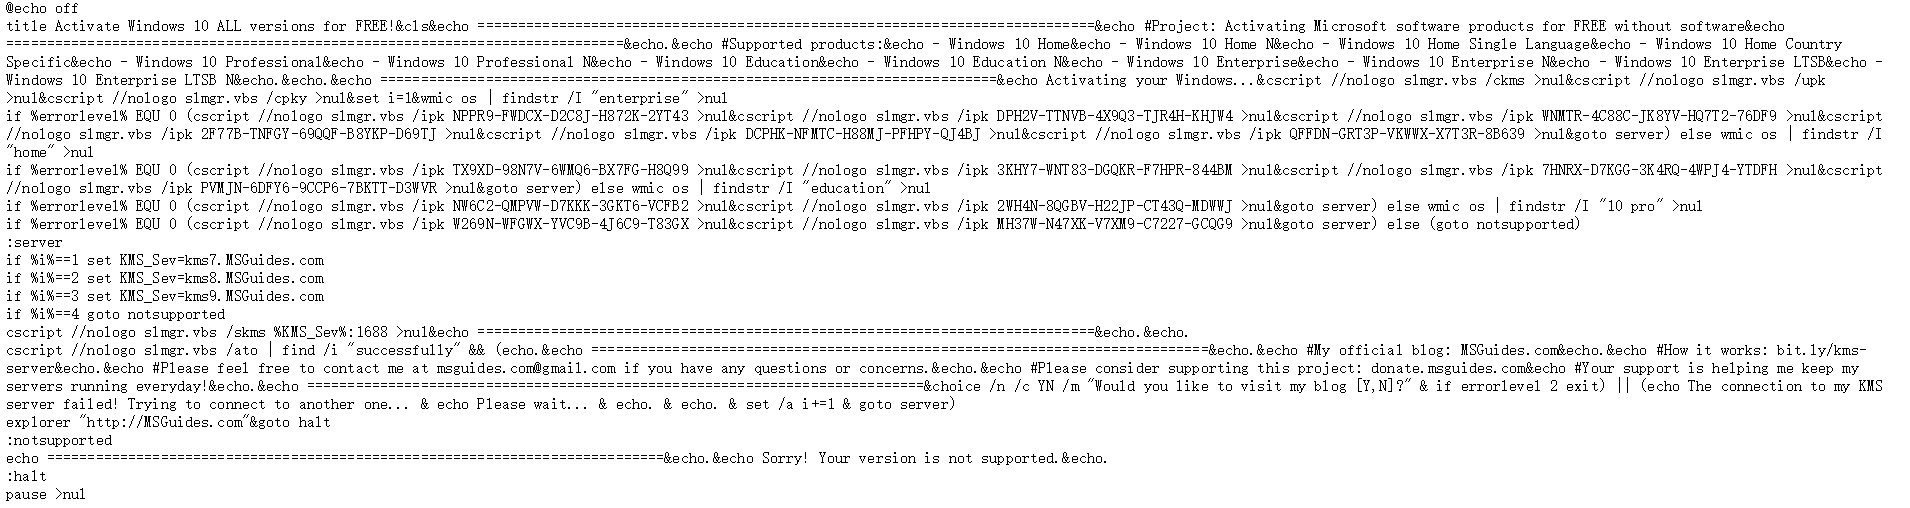 @echo off
title Activate Windows 10 ALL versions for FREE!&cls&echo ============================================================================&echo #Project: Activating Microsoft software products for FREE without software&echo
============================================================================&echo.&echo #Supported products:&echo - Windows 10 Home&echo - Windows 10 Home N&echo - Windows 10 Home Single Language&echo - Windows 10 Home Country
Specific&echo - Windows 10 Professional&echo - Windows 10 Professional N&echo - Windows 10 Education&echo - Windows 10 Education N&echo - Windows 10 Enterprise&echo - Windows 10 Enterprise N&echo - Windows 10 Enterprise LTSB&echo -
Windows 10 Enterprise LTSB N&echo.&echo.&echo ============================================================================&echo Activating your Windows...&cscript //nologo slmgr.vbs /ckms >nul&cscript //nologo slmgr.vbs /upk
>nul&cscript //nologo slmgr.vbs /cpky >nul&set i=1&wmic os | findstr /I "enterprise" >nul
if %errorlevel% EQU 0 (cscript //nologo slmgr.vbs /ipk NPPR9-FWDCX-D2C8J-H872K-2YT43 >nul&cscript //nologo slmgr.vbs /ipk DPH2V-TTNVB-4X9Q3-TJR4H-KHJW4 >nul&cscript //nologo slmgr.vbs /ipk WNMTR-4C88C-JK8YV-HQ7T2-76DF9 >nul&cscript
//nologo slmgr.vbs /ipk 2F77B-TNFGY-69QQF-B8YKP-D69TJ >nul&cscript //nologo slmgr.vbs /ipk DCPHK-NFMTC-H88MJ-PFHPY-QJ4BJ >nul&cscript //nologo slmgr.vbs /ipk QFFDN-GRT3P-VKWWX-X7T3R-8B639 >nul&goto server) else wmic os | findstr /I
"home" >nul
if %errorlevel% EQU 0 (cscript //nologo slmgr.vbs /ipk TX9XD-98N7V-6WMQ6-BX7FG-H8Q99 >nul&cscript //nologo slmgr.vbs /ipk 3KHY7-WNT83-DGQKR-F7HPR-844BM >nul&cscript //nologo slmgr.vbs /ipk 7HNRX-D7KGG-3K4RQ-4WPJ4-YTDFH >nul&cscript
//nologo slmgr.vbs /ipk PVMJN-6DFY6-9CCP6-7BKTT-D3WVR >nul&goto server) else wmic os | findstr /I "education" >nul
if %errorlevel% EQU 0 (cscript //nologo slmgr.vbs /ipk NW6C2-QMPVW-D7KKK-3GKT6-VCFB2 >nul&cscript //nologo slmgr.vbs /ipk 2WH4N-8QGBV-H22JP-CT43Q-MDWWJ >nul&goto server) else wmic os | findstr /I "10 pro" >nul
if %errorlevel% EQU 0 (cscript //nologo slmgr.vbs /ipk W269N-WFGWX-YVC9B-4J6C9-T83GX >nul&cscript //nologo slmgr.vbs /ipk MH37W-N47XK-V7XM9-C7227-GCQG9 >nul&goto server) else (goto notsupported)
:server
if %i%==1 set KMS_Sev=kms7.MSGuides.com
if %i%==2 set KMS_Sev=kms8.MSGuides.com
if %i%==3 set KMS_Sev=kms9.MSGuides.com
if %i%==4 goto notsupported
cscript //nologo slmgr.vbs /skms %KMS_Sev%:1688 >nul&echo ============================================================================&echo.&echo.
cscript //nologo slmgr.vbs /ato | find /i "successfully" && (echo.&echo ============================================================================&echo.&echo #My official blog: MSGuides.com&echo.&echo #How it works: bit.ly/kms-
server&echo.&echo #Please feel free to contact me at msguides.com@gmail.com if you have any questions or concerns.&echo.&echo #Please consider supporting this project: donate.msguides.com&echo #Your support is helping me keep my
servers running everyday!&echo.&echo ============================================================================&choice /n /c YN /m "Would you like to visit my blog [Y,N]?" & if errorlevel 2 exit) || (echo The connection to my KMS
server failed! Trying to connect to another one... & echo Please wait... & echo. & echo. & set /a i+=1 & goto server)
explorer "http://MSGuides.com"&goto halt
:notsupported
echo ============================================================================&echo.&echo Sorry! Your version is not supported.&echo.
:halt
pause >nul